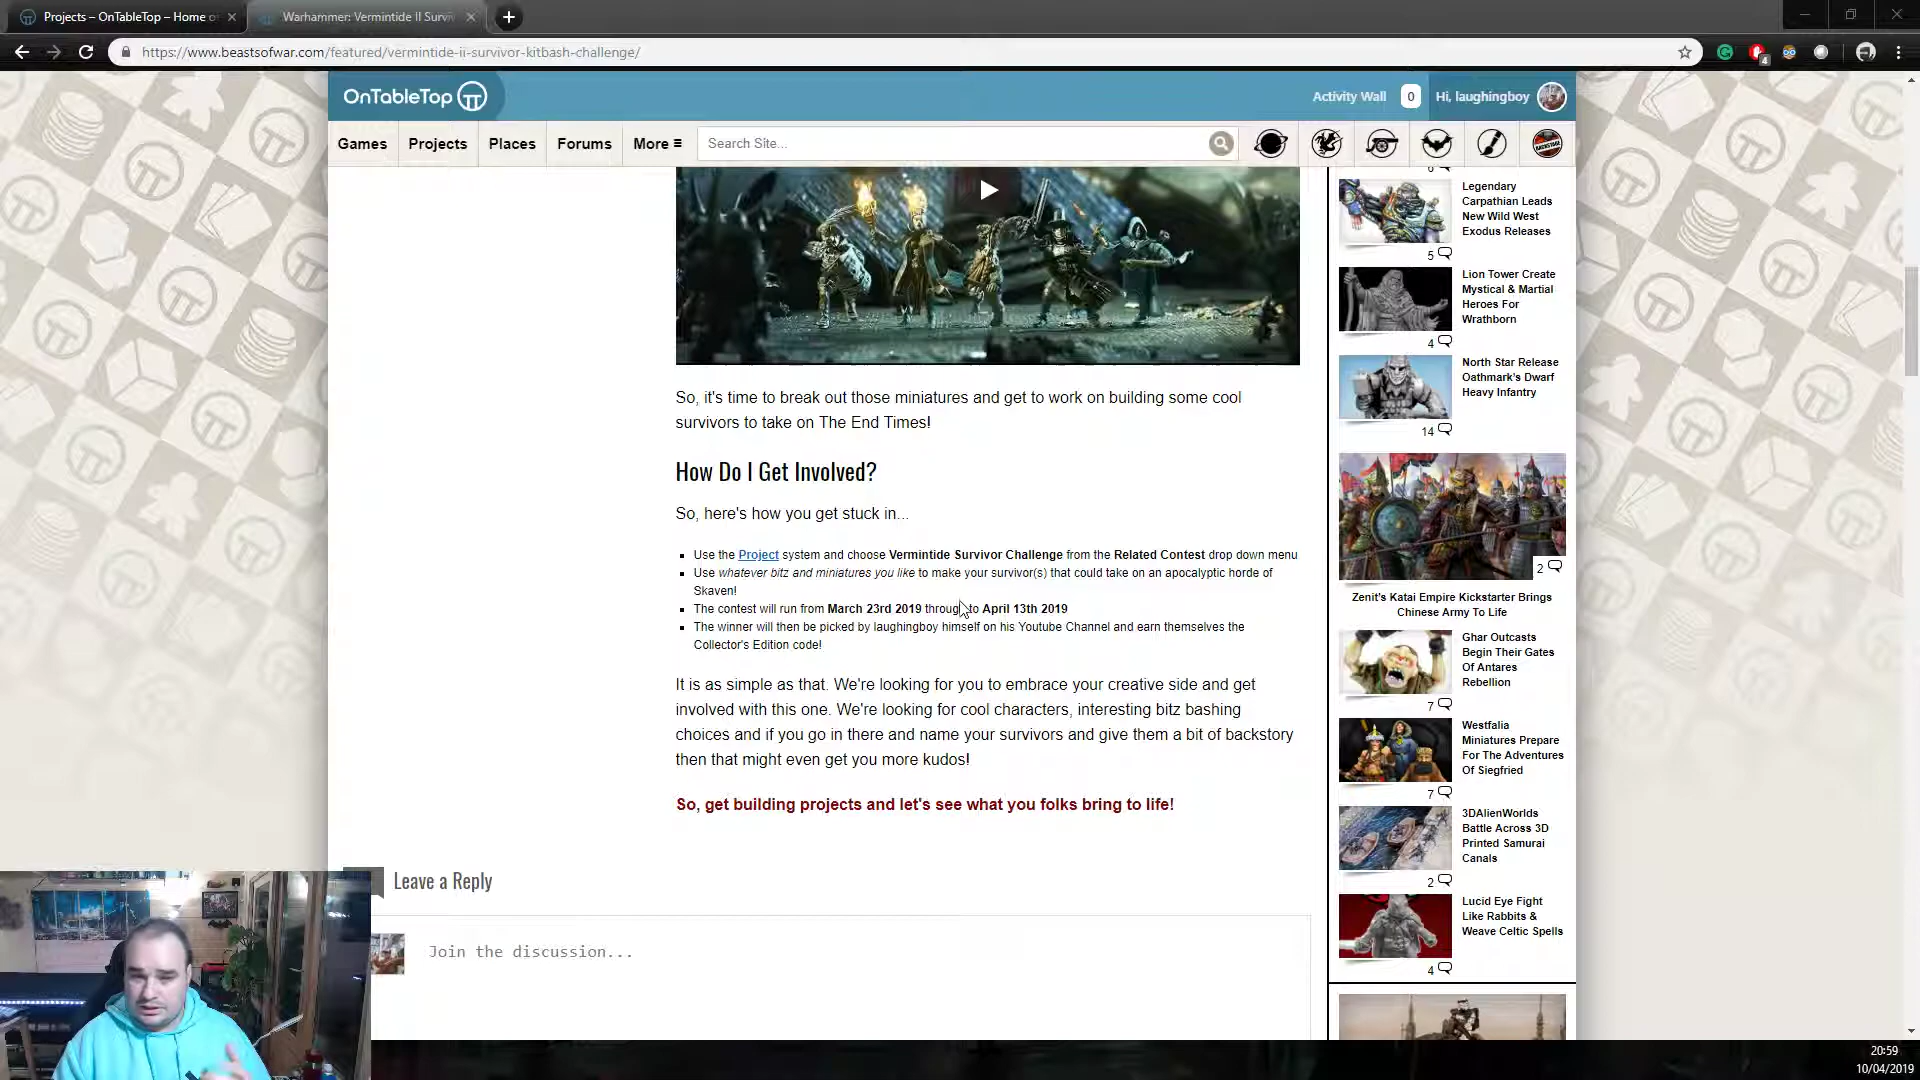 Projects – OnTableTop – Home o
Warhammer: Vermintide II Surviv
https://www.beastsofwar.com/featured/vermintide-ii-survivor-kitbash-challenge/
4
OnTableTop
Activity Wall
0
Hi, laughingboy
Games
Projects
Places
Forums
More ≡
Search Site...
BACKSTAGE
So, it's time to break out those miniatures and get to work on building some cool
survivors to take on The End Times!
How Do I Get Involved?
So, here's how you get stuck in...
Use the Project system and choose Vermintide Survivor Challenge from the Related Contest drop down menu
Use whatever bitz and miniatures you like to make your survivor(s) that could take on an apocalyptic horde of
Skaven!
The contest will run from March 23rd 2019 through to April 13th 2019
The winner will then be picked by laughingboy himself on his Youtube Channel and earn themselves the
Collector's Edition code!
It is as simple as that. We're looking for you to embrace your creative side and get
involved with this one. We're looking for cool characters, interesting bitz bashing
choices and if you go in there and name your survivors and give them a bit of backstory
then that might even get you more kudos!
So, get building projects and let's see what you folks bring to life!
Leave a Reply
Join the discussion...
Legendary
Carpathian Leads
New Wild West
Exodus Releases
5
Lion Tower Create
Mystical & Martial
Heroes For
Wrathborn
4
North Star Release
Oathmark's Dwarf
Heavy Infantry
14
2
Zenit's Katai Empire Kickstarter Brings
Chinese Army To Life
Ghar Outcasts
Begin Their Gates
Of Antares
Rebellion
7
Westfalia
Miniatures Prepare
For The Adventures
Of Siegfried
7
3DAlienWorlds
Battle Across 3D
Printed Samurai
Canals
2
Lucid Eye Fight
Like Rabbits &
Weave Celtic Spells
4
20:59
10/04/2019